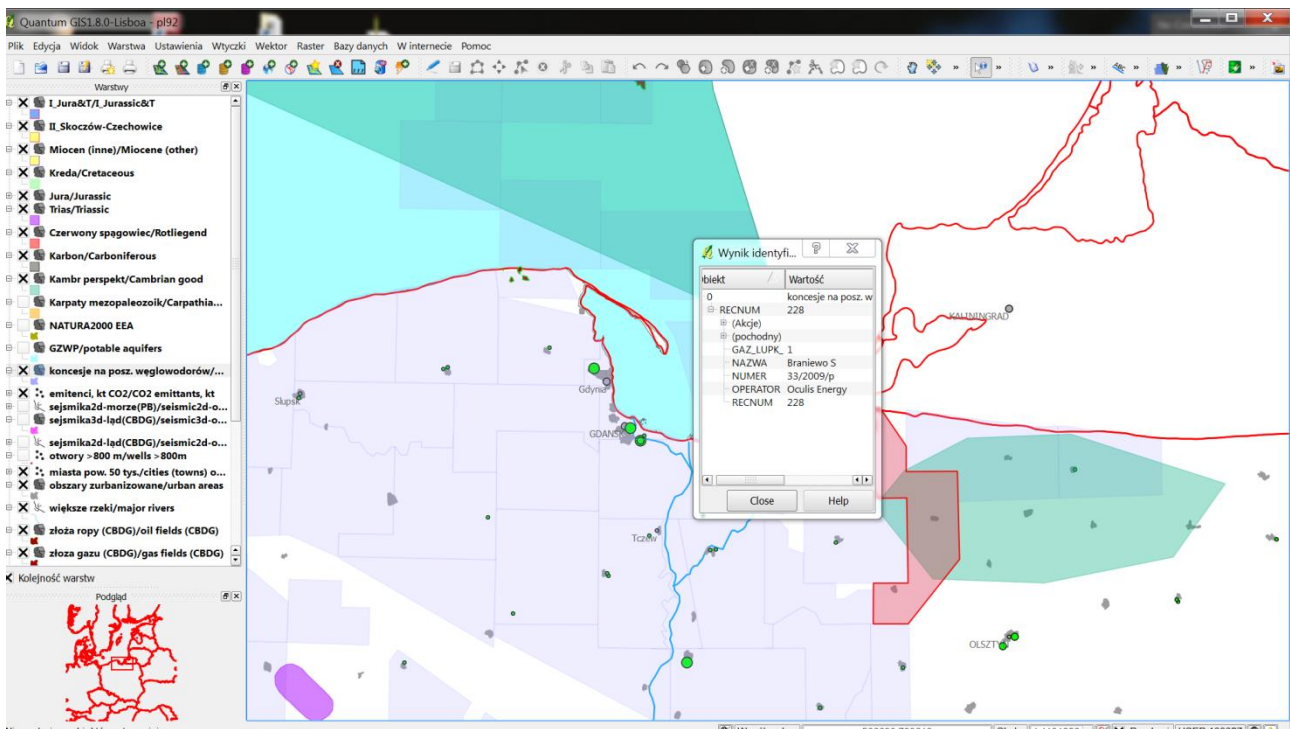 Quantum GIS1.8.0-Lisboa - pl92
Plik Edycja Widok Warstwa Ustawienia Wtyczki Wektor Raster Bazy danych W internecie Pomoc
Warstwy
I_Jura&T/I_Jurassic&T
II_Skoczów-Czechowice
Miocen (inne)/Miocene (other)
Kreda/Cretaceous
Jura/Jurassic
Trias/Triassic
Czerwony spągowiec/Rotliegend
Karbon/Carboniferous
Kambr perspekt/Cambrian good
Karpaty mezopaleozoik/Carpathia...
NATURA2000 EEA
GZWP/potable aquifers
koncesje na posz. węglowodorów/...
emitenci, kt CO2/CO2 emittants, kt
sejsmika2d-morze(PB)/seismic2d-o...
sejsmika3d-ląd(CBDG)/seismic3d-o...
sejsmika2d-ląd(CBDG)/seismic2d-o...
otwory >800 m/wells >800m
miasta pow. 50 tys./cities (towns) o...
obszary zurbanizowane/urban areas
większe rzeki/major rivers
złoża ropy (CBDG)/oil fields (CBDG)
złoza gazu (CBDG)/gas fields (CBDG)
Kolejność warstw
Podgląd
Słupsk
Gdynia
GDAŃSK
Tczew
KALININGRAD
OLSZTY
Wynik identyfi...
biekt Wartość
0 koncesje na posz. w
RECNUM 228
(Akcje)
(pochodny)
GAZ_LUPK_ 1
NAZWA Braniewo S
NUMER 33/2009/p
OPERATOR Oculis Energy
RECNUM 228
Close Help